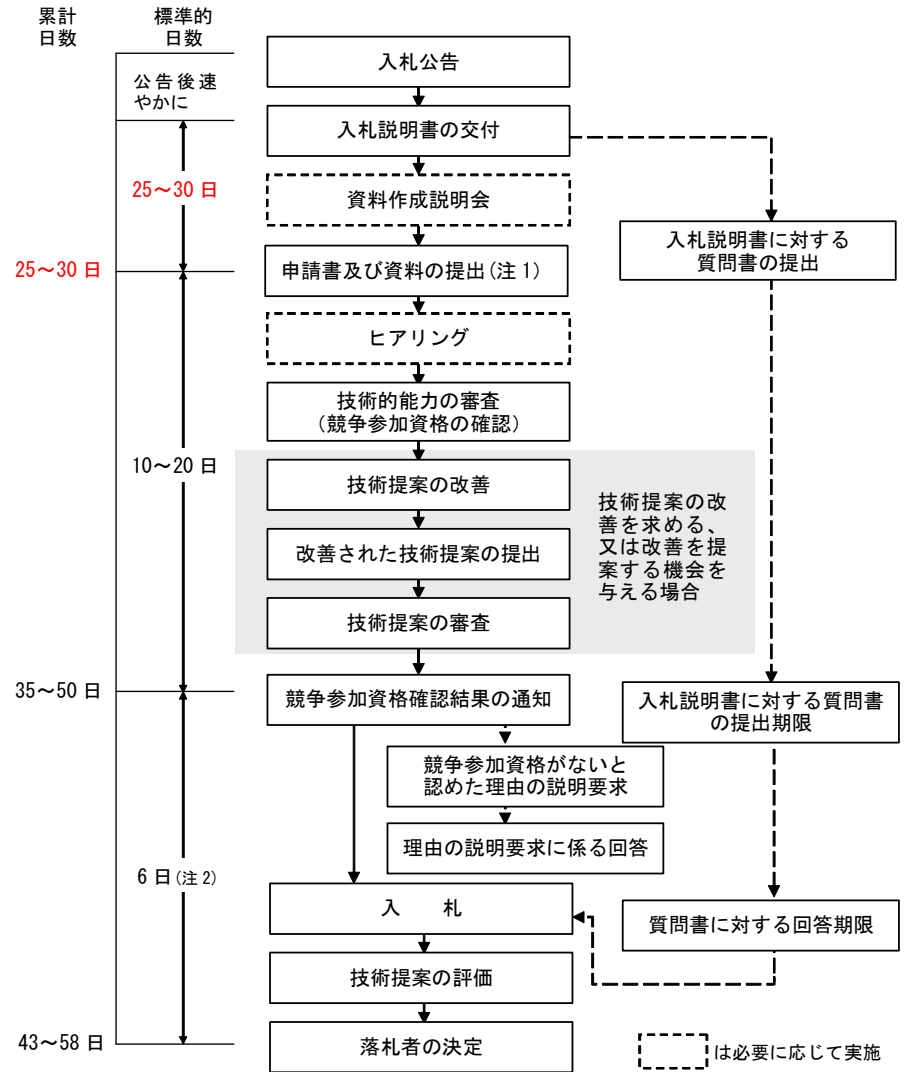 累計
日数
標準的
日数
公告後速
やかに
25～30 日
25～30 日
10～20 日
35～50 日
6 日(注 2)
43～58 日
入札公告
入札説明書の交付
資料作成説明会
申請書及び資料の提出(注 1)
ヒアリング
技術的能力の審査
(競争参加資格の確認)
技術提案の改善
改善された技術提案の提出
技術提案の審査
技術提案の改
善を求める、
又は改善を提
案する機会を
与える場合
競争参加資格確認結果の通知
競争参加資格がないと
認めた理由の説明要求
理由の説明要求に係る回答
入　札
技術提案の評価
落札者の決定
入札説明書に対する
質問書の提出
入札説明書に対する質問書
の提出期限
質問書に対する回答期限
は必要に応じて実施